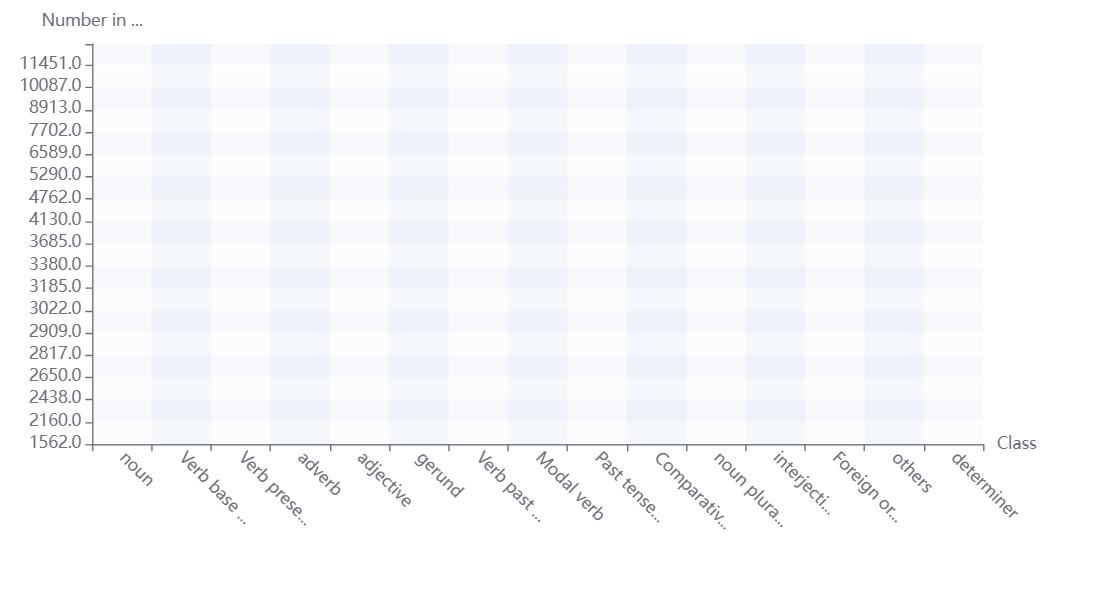 Number in ...
11451.0
10087.0
8913.0
7702.0
6589.0
5290.0
4762.0
4130.0
3685.0
3380.0
3185.0
3022.0
2909.0
2817.0
2650.0
2438.0
2160.0
1562.0
Class
noun
Verb base ...
Verb prese...
adverb
adjective
gerund
Verb past ...
Modal verb
Past tense...
Comparativ...
noun plura...
interjecti...
Foreign or...
others
determiner